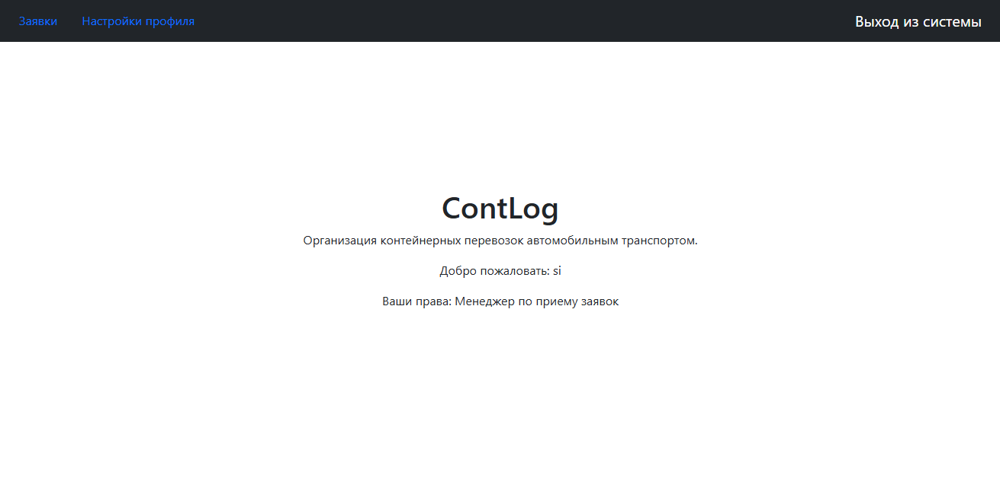 Заявки Настройки профиля Выход из системы
ContLog
Организация контейнерных перевозок автомобильным транспортом.
Добро пожаловать: si
Ваши права: Менеджер по приему заявок